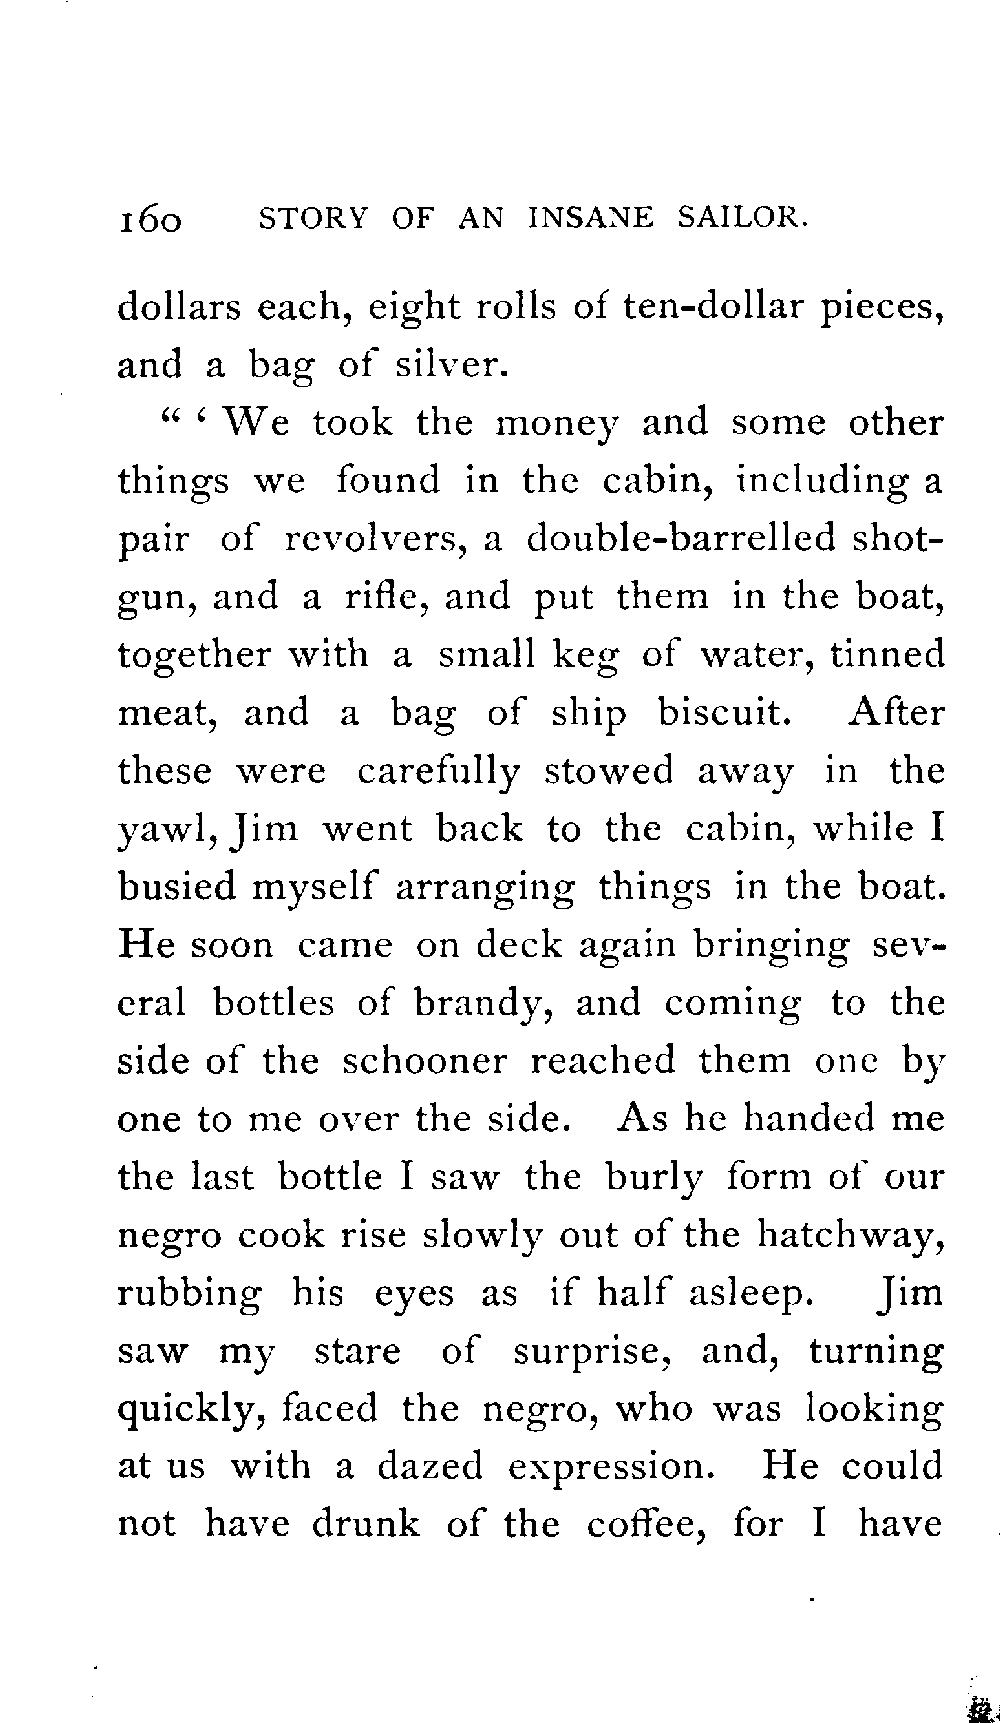 160 STORY OF AN INSANE SAILOR.
dollars each, eight rolls of ten-dollar pieces,
and a bag of silver.
“ ‘ We took the money and some other
things we found in the cabin, including a
pair of revolvers, a double-barrelled shot-
gun, and a rifle, and put them in the boat,
together with a small keg of water, tinned
meat, and a bag of ship biscuit. After
these were carefully stowed away in the
yawl, Jim went back to the cabin, while I
busied myself arranging things in the boat.
He soon came on deck again bringing sev-
eral bottles of brandy, and coming to the
side of the schooner reached them one by
one to me over the side. As he handed me
the last bottle I saw the burly form of our
negro cook rise slowly out of the hatchway,
rubbing his eyes as if half asleep. Jim
saw my stare of surprise, and, turning
quickly, faced the negro, who was looking
at us with a dazed expression. He could
not have drunk of the coffee, for I have